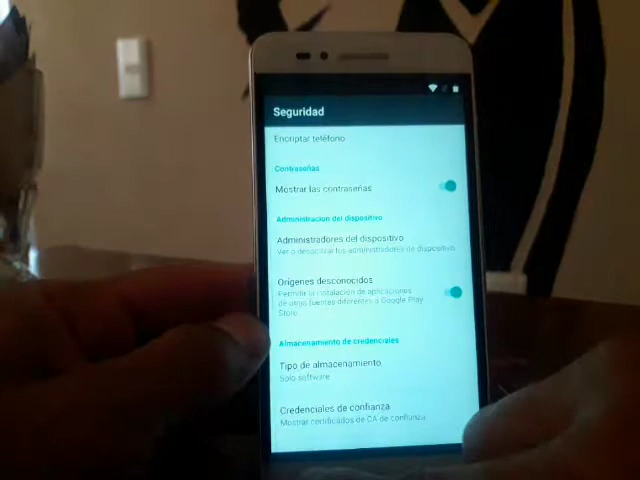 Seguridad
Encriptar teléfono
Contraseñas
Mostrar las contraseñas
Administración del dispositivo
Administradores del dispositivo
Ver o desactivar los administradores de dispositivo
Orígenes desconocidos
Permitir la instalación de aplicaciones
de otras fuentes diferentes a Google Play
Store
Almacenamiento de credenciales
Tipo de almacenamiento
Solo software
Credenciales de confianza
Mostrar certificados de CA de confianza